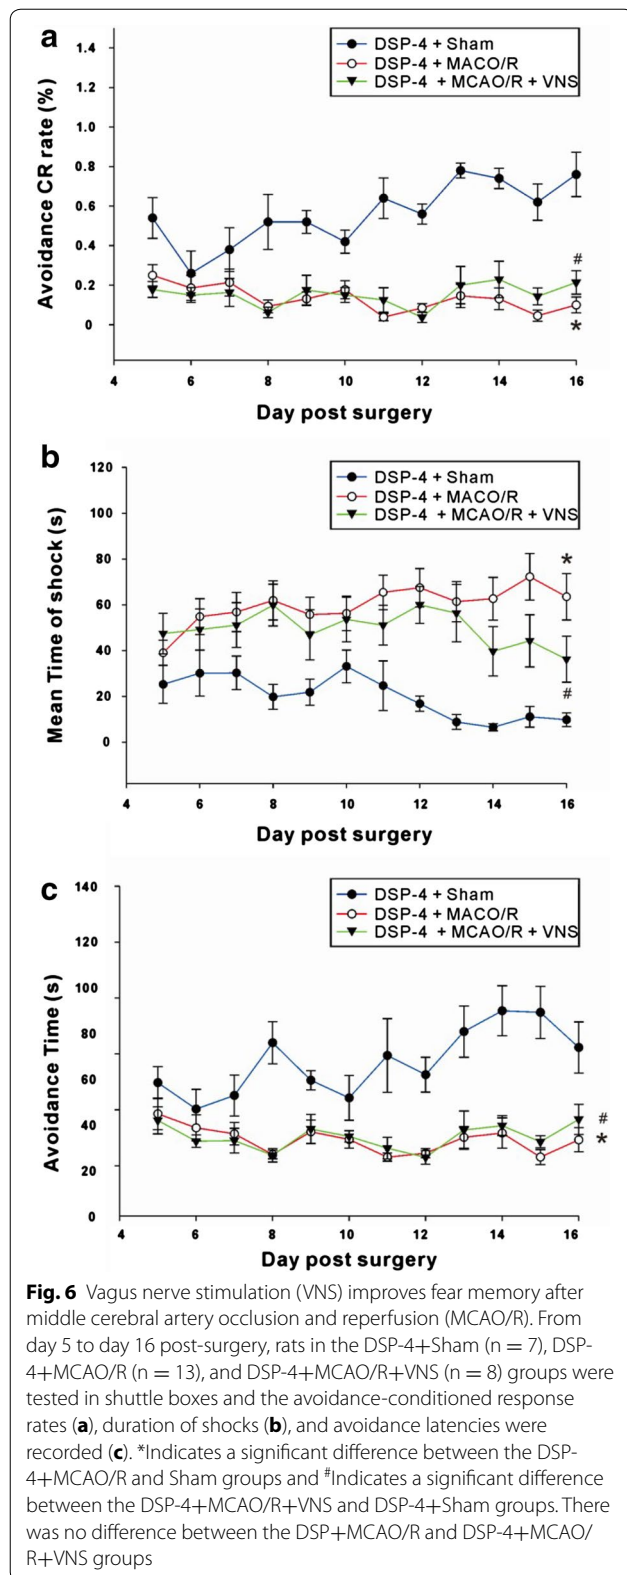 a
DSP-4 + Sham
DSP-4 + MACO/R
DSP-4 + MCAO/R + VNS
1.4
1.2
1.0
0.8
0.6
0.4
0.2
0
Avoidance CR rate (%)
#
*
4 6 8 10 12 14 16
Day post surgery
b
DSP-4 + Sham
DSP-4 + MACO/R
DSP-4 + MCAO/R + VNS
120
100
80
60
40
20
0
Mean Time of shock (s)
*
#
4 6 8 10 12 14 16
Day post surgery
c
DSP-4 + Sham
DSP-4 + MACO/R
DSP-4 + MCAO/R + VNS
140
120
100
80
60
40
20
0
Avoidance Time (s)
#
*
4 6 8 10 12 14 16
Day post surgery
Fig. 6 Vagus nerve stimulation (VNS) improves fear memory after
middle cerebral artery occlusion and reperfusion (MCAO/R). From
day 5 to day 16 post-surgery, rats in the DSP-4+Sham (n = 7), DSP-
4+MCAO/R (n = 13), and DSP-4+MCAO/R+VNS (n = 8) groups were
tested in shuttle boxes and the avoidance-conditioned response
rates (a), duration of shocks (b), and avoidance latencies were
recorded (c). *Indicates a significant difference between the DSP-
4+MCAO/R and Sham groups and #Indicates a significant difference
between the DSP-4+MCAO/R+VNS and DSP-4+Sham groups. There
was no difference between the DSP+MCAO/R and DSP-4+MCAO/
R+VNS groups